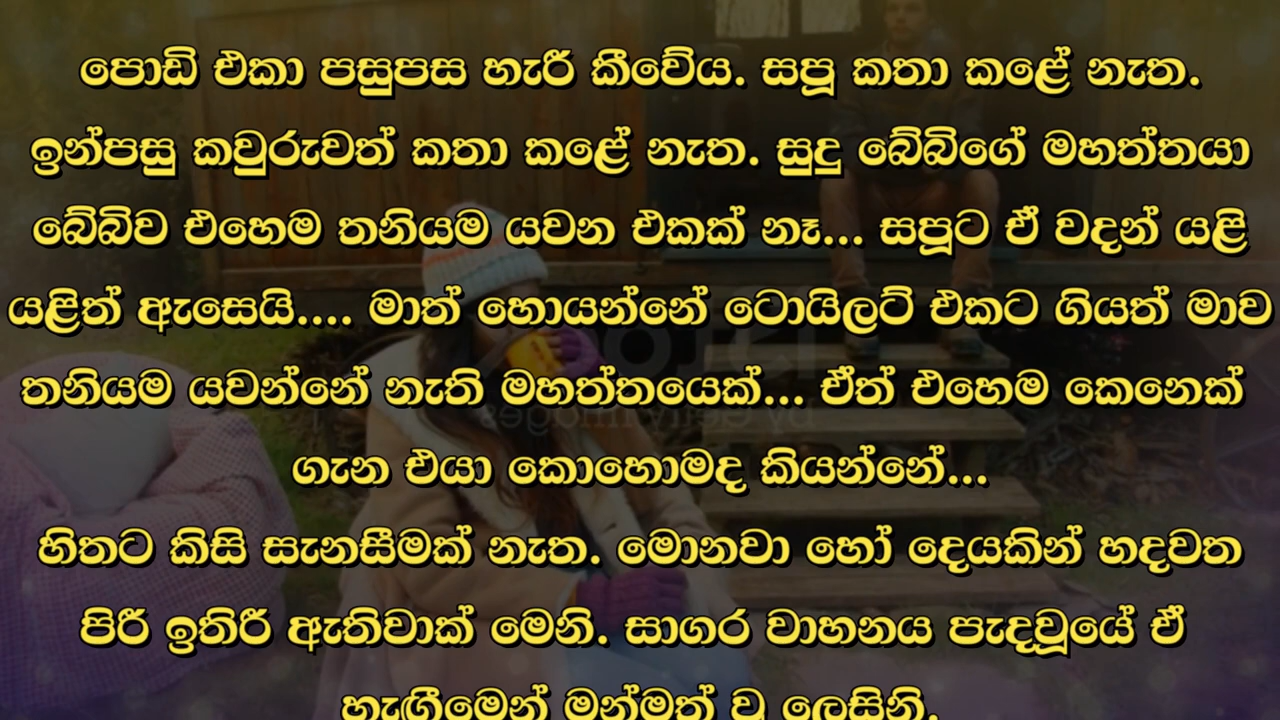 පොඩි එකා පසුපස හැරී කීවේය. සපූ කතා කළේ නැත.
ඉන්පසු කවුරුවත් කතා කළේ නැත. සුදු බේබිගේ මහත්තයා
බේබිව එහෙම තනියම යවන එකක් නෑ... සපූට ඒ වදන් යළි
යළිත් ඇසෙයි.... මාත් හොයන්නේ ටොයිලට් එකට ගියත් මාව
තනියම යවන්නේ නැති මහත්තයෙක්... ඒත් එහෙම කෙනෙක්
ගැන එයා කොහොමද කියන්නේ...
හිතට කිසි සැනසීමක් නැත. මොනවා හෝ දෙයකින් හදවත
පිරී ඉතිරී ඇතිවාක් මෙනි. සාගර වාහනය පැදවූයේ ඒ
හැඟීමෙන් මන්මත් වූ ලෙසිනි.